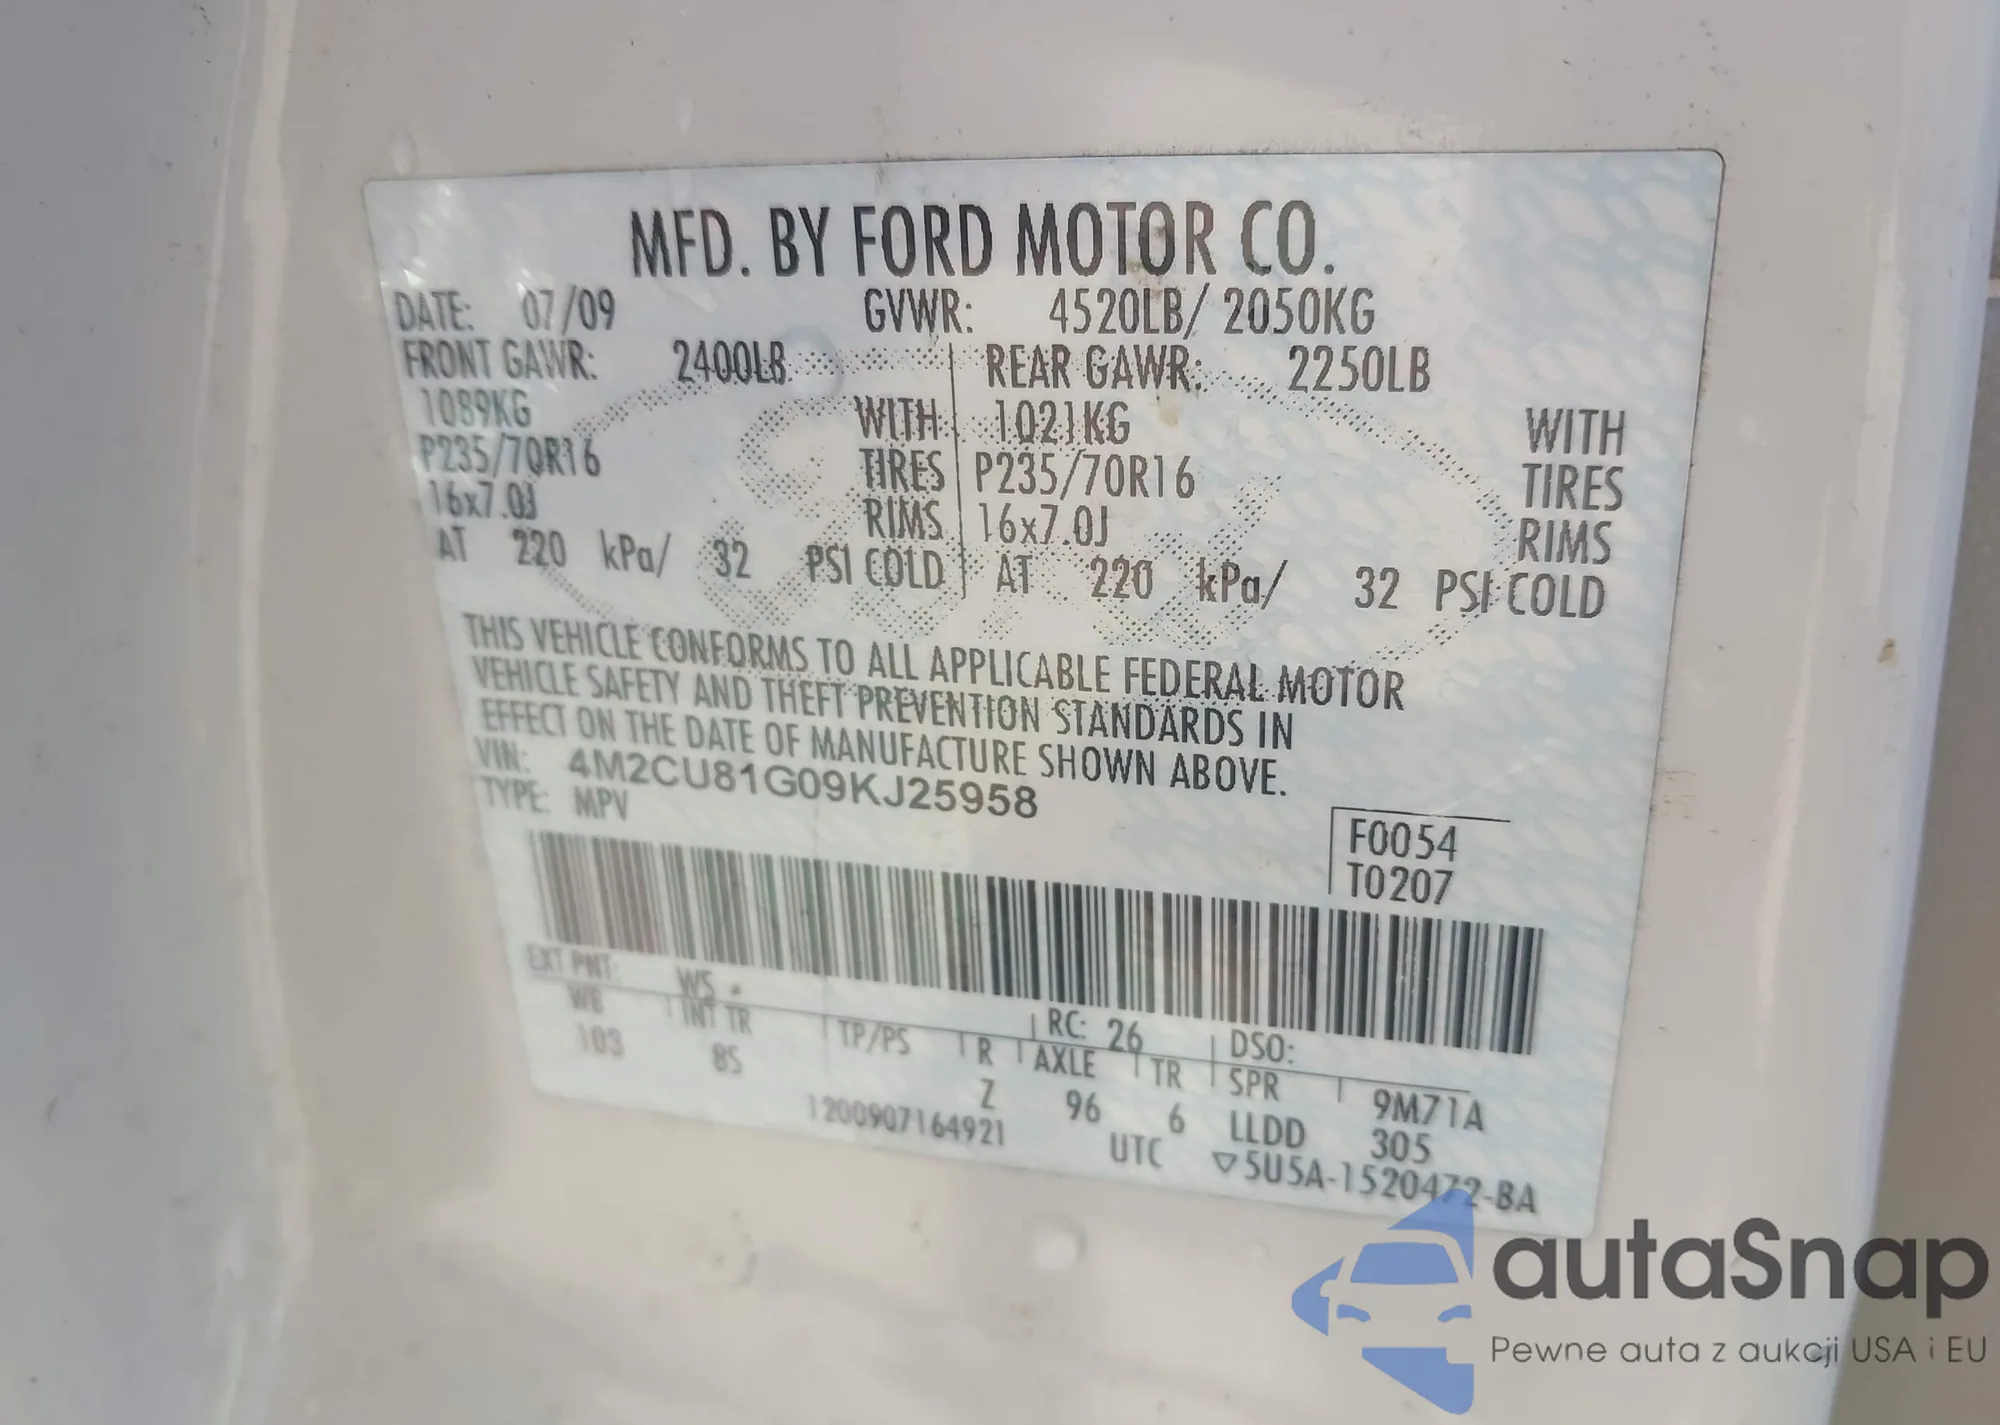 MFD. BY FORD MOTOR CO.
DATE: 07/09 GVWR: 4520LB/ 2050KG
FRONT GAWR: 2400LB REAR GAWR: 2250LB
1089KG WITH 1021KG WITH
P235/70R16 TIRES P235/70R16 TIRES
16x7.0J RIMS 16x7.0J RIMS
AT 220 kPa/ 32 PSI COLD AT 220 kPa/ 32 PSI COLD
THIS VEHICLE CONFORMS TO ALL APPLICABLE FEDERAL MOTOR
VEHICLE SAFETY AND THEFT PREVENTION STANDARDS IN
EFFECT ON THE DATE OF MANUFACTURE SHOWN ABOVE.
VIN: 4M2CU81G09KJ25958
TYPE: MPV
F0054
T0207
EXT PNT: WS RC: 26 DSO:
WB INT TR TP/PS R AXLE TR SPR 9M71A
103 8S Z 96 6 LLDD 305
1200907164921 UTC ▽5U5A-1520472-BA
autaSnap
Pewne auta z aukcji USA i EU